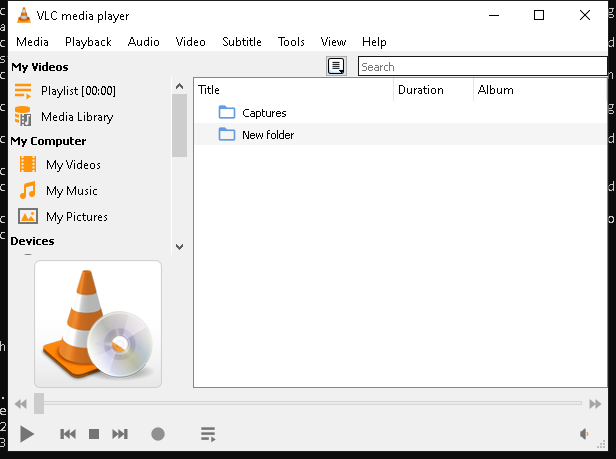 VLC media player
Media Playback Audio Video Subtitle Tools View Help
My Videos
Playlist [00:00]
Media Library
My Computer
My Videos
My Music
My Pictures
Devices
Search
Title Duration Album
Captures
New folder